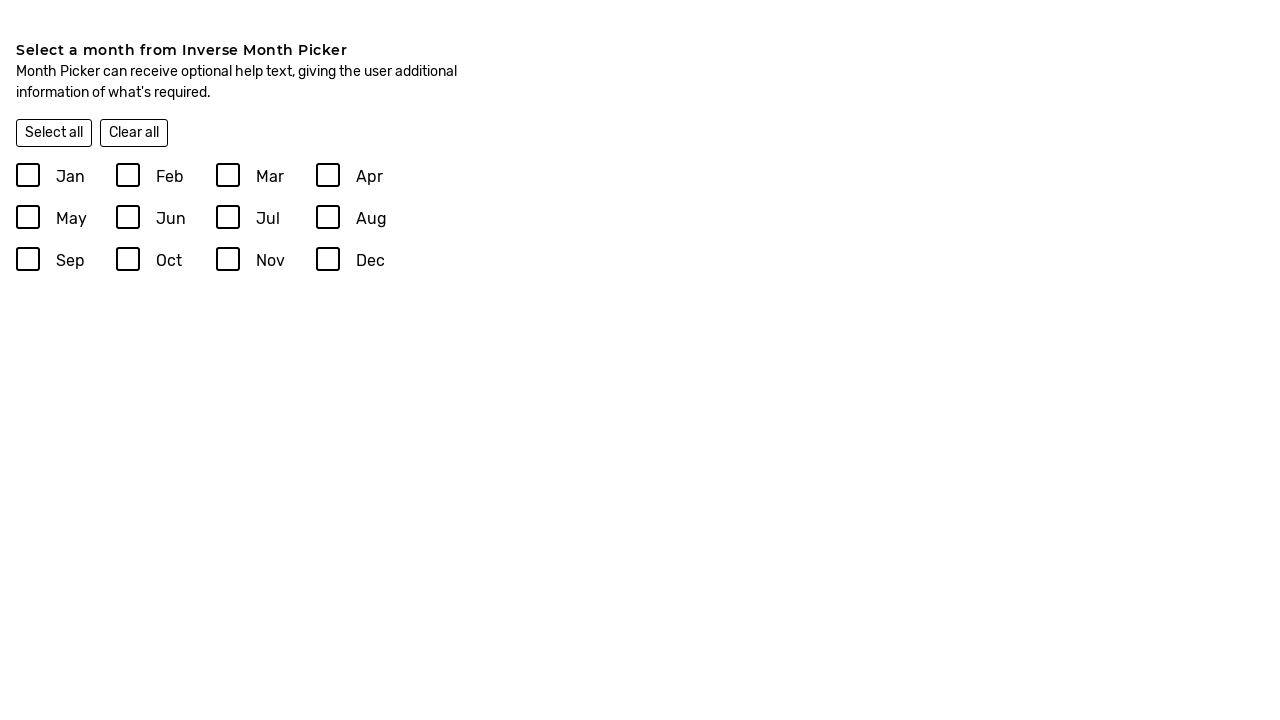 Select a month from Inverse Month Picker
Month Picker can receive optional help text, giving the user additional
information of what's required.
Select all Clear all
Jan Feb Mar Apr
May Jun Jul Aug
Sep Oct Nov Dec